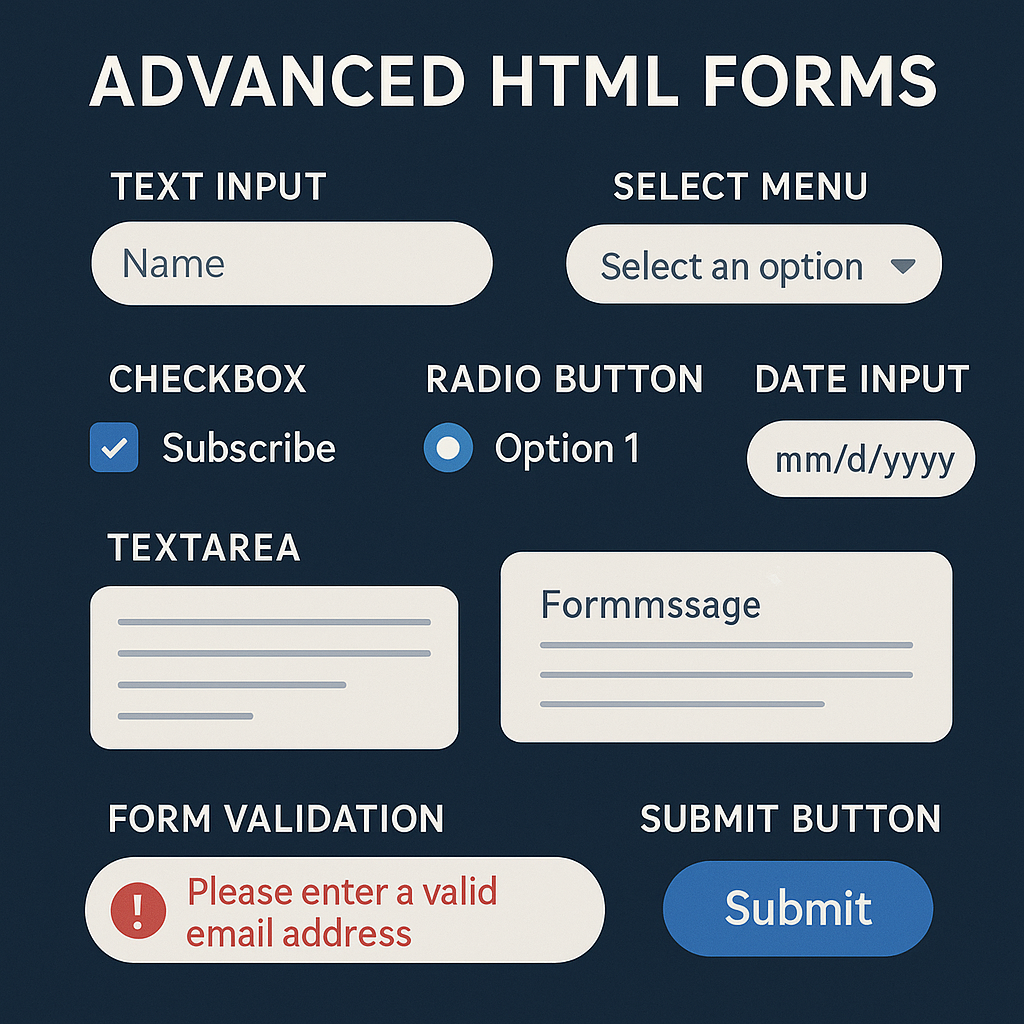 ADVANCED HTML FORMS
TEXT INPUT
Name
SELECT MENU
Select an option
CHECKBOX
Subscribe
RADIO BUTTON
Option 1
DATE INPUT
mm/d/yyyy
TEXTAREA
Formmssage
FORM VALIDATION
Please enter a valid
email address
SUBMIT BUTTON
Submit